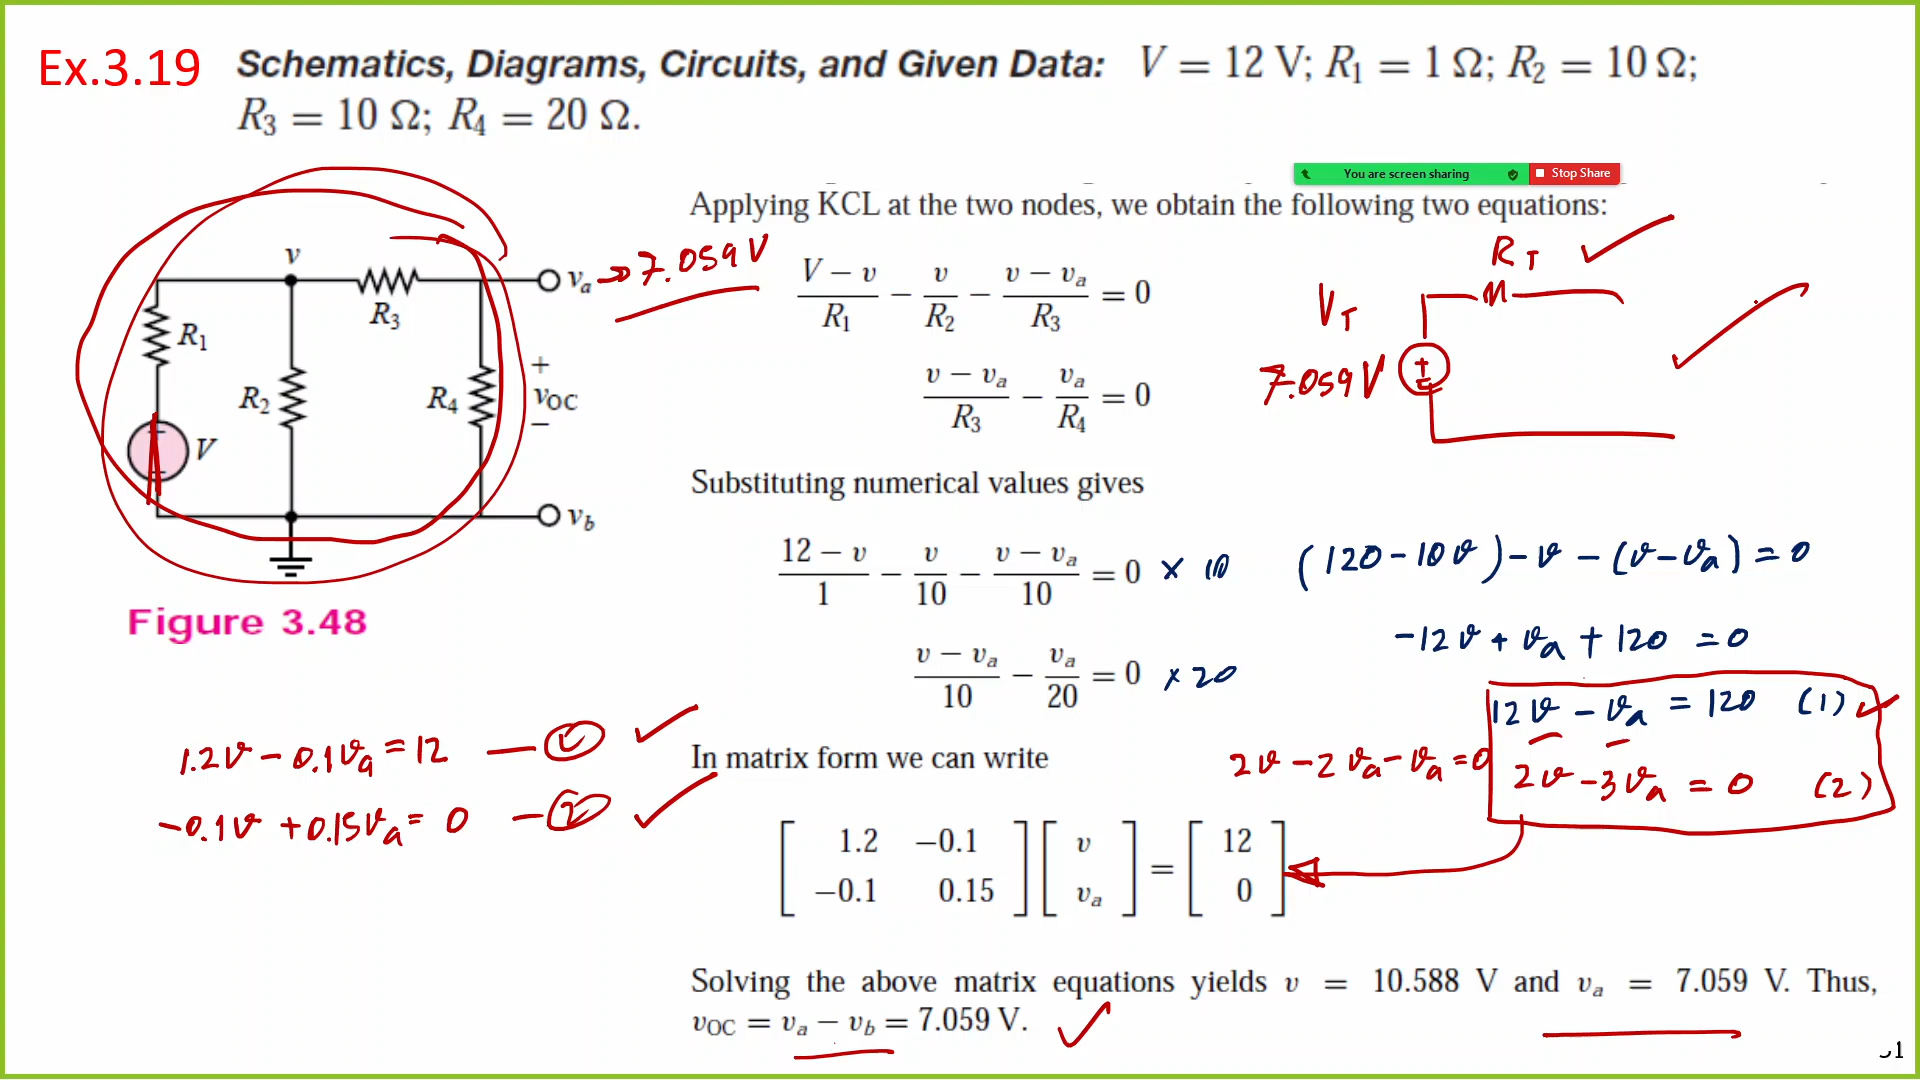 Ex.3.19 Schematics, Diagrams, Circuits, and Given Data: V = 12 V; R₁ = 1 Ω; R₂ = 10 Ω;
R₃ = 10 Ω; R₄ = 20 Ω.
You are screen sharing Stop Share
Applying KCL at the two nodes, we obtain the following two equations:
v
R₃
vₐ → 7.059 V
R₁
R₂
R₄
+
vOC
−
V
v_b
Figure 3.48
(V − v)/R₁ − v/R₂ − (v − vₐ)/R₃ = 0
(v − vₐ)/R₃ − vₐ/R₄ = 0
R_T
V_T
7.059 V
Substituting numerical values gives
(12 − v)/1 − v/10 − (v − vₐ)/10 = 0 × 10 (120 − 10v) − v − (v − vₐ) = 0
−12v + vₐ + 120 = 0
(v − vₐ)/10 − vₐ/20 = 0 × 20
12v − vₐ = 120 (1)
2v − 2vₐ − vₐ = 0 2v − 3vₐ = 0 (2)
1.2v − 0.1vₐ = 12 — ①
−0.1v + 0.15vₐ = 0 — ②
In matrix form we can write
[ 1.2 −0.1 ] [ v ] = [ 12 ]
[ −0.1 0.15 ] [ vₐ ] [ 0 ]
Solving the above matrix equations yields v = 10.588 V and vₐ = 7.059 V. Thus,
vOC = vₐ − v_b = 7.059 V.